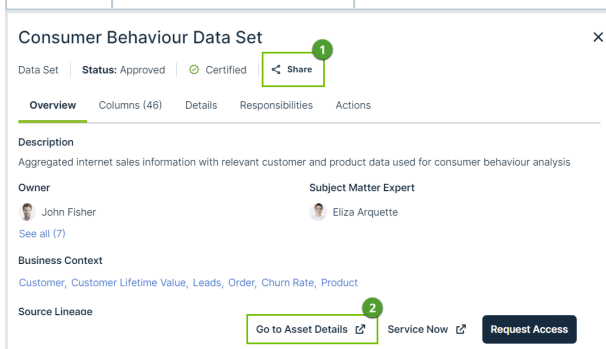 Consumer Behaviour Data Set
1
Data Set Status: Approved Certified Share
Overview Columns (46) Details Responsibilities Actions
Description
Aggregated internet sales information with relevant customer and product data used for consumer behaviour analysis
Owner Subject Matter Expert
John Fisher Eliza Arquette
See all (7)
Business Context
Customer, Customer Lifetime Value, Leads, Order, Churn Rate, Product
Source Lineage
2
Go to Asset Details Service Now Request Access